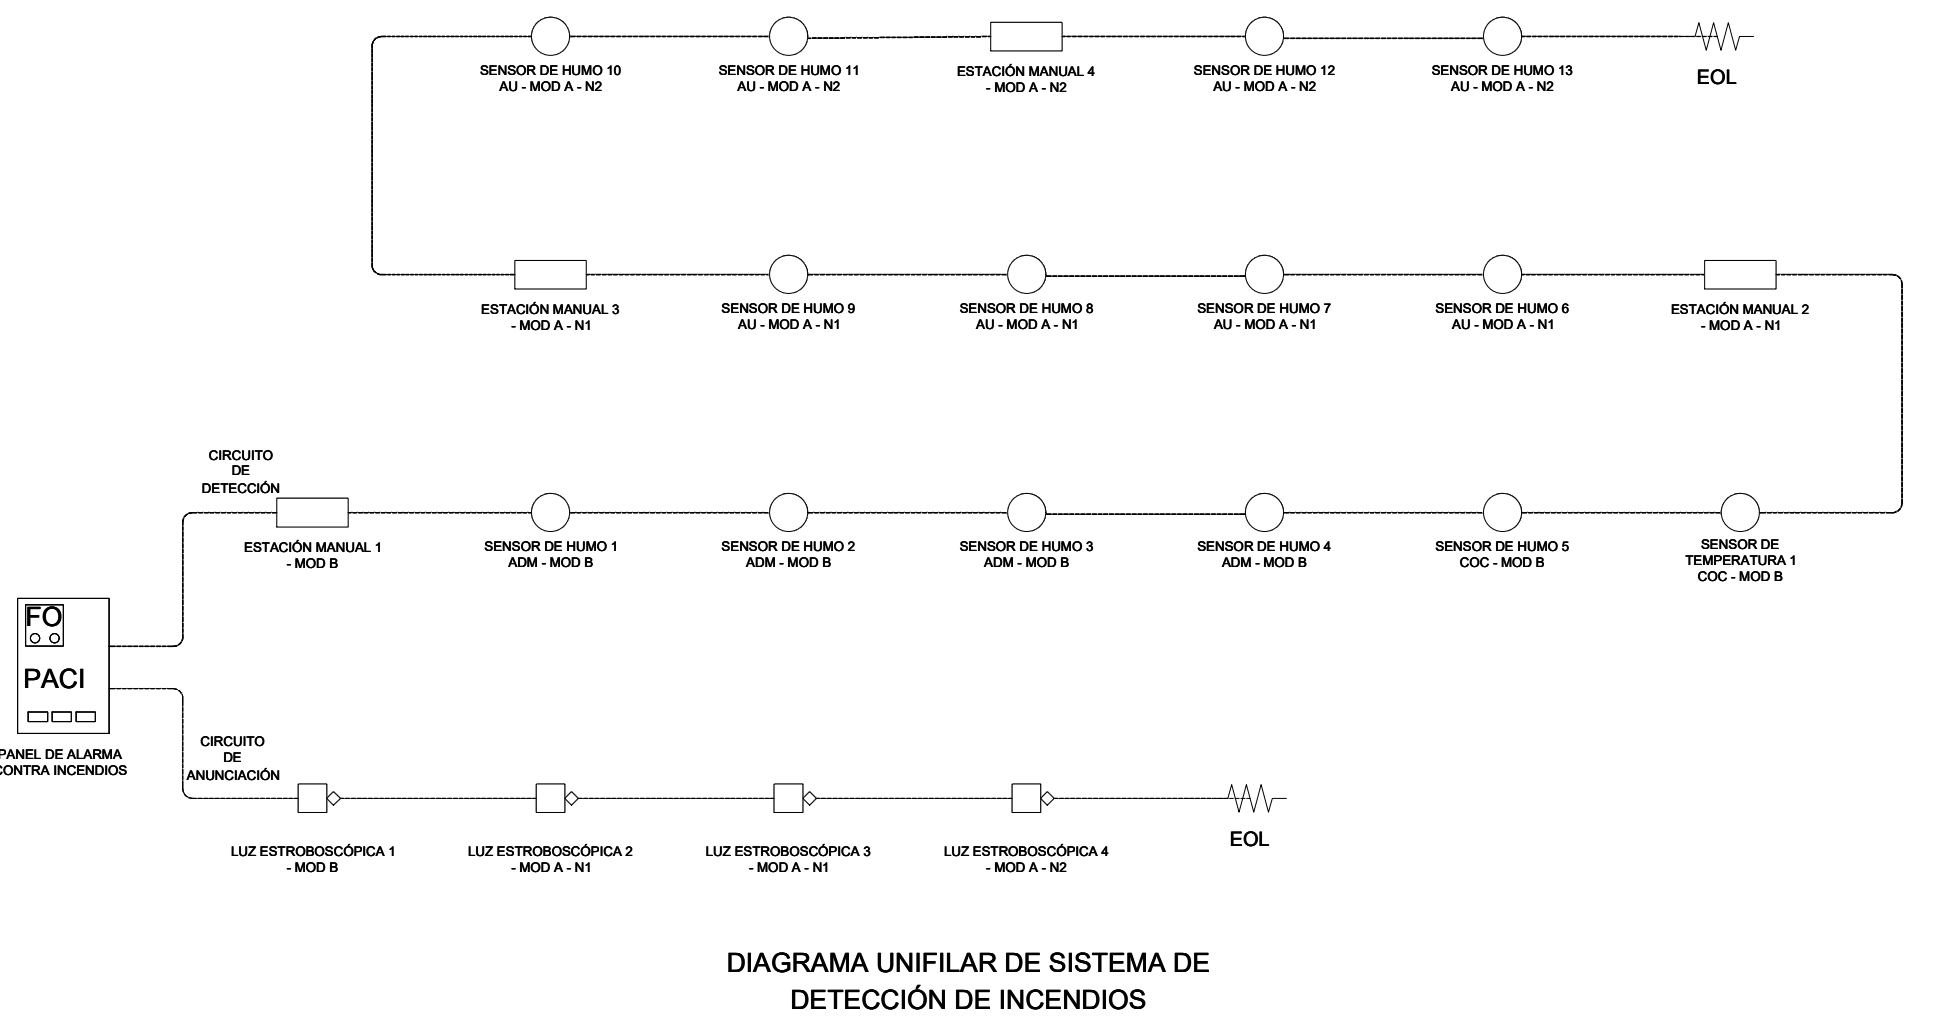 SENSOR DE HUMO 10
AU - MOD A - N2
SENSOR DE HUMO 11
AU - MOD A - N2
ESTACIÓN MANUAL 4
- MOD A - N2
SENSOR DE HUMO 12
AU - MOD A - N2
SENSOR DE HUMO 13
AU - MOD A - N2
EOL
ESTACIÓN MANUAL 3
- MOD A - N1
SENSOR DE HUMO 9
AU - MOD A - N1
SENSOR DE HUMO 8
AU - MOD A - N1
SENSOR DE HUMO 7
AU - MOD A - N1
SENSOR DE HUMO 6
AU - MOD A - N1
ESTACIÓN MANUAL 2
- MOD A - N1
CIRCUITO
DE
DETECCIÓN
ESTACIÓN MANUAL 1
- MOD B
SENSOR DE HUMO 1
ADM - MOD B
SENSOR DE HUMO 2
ADM - MOD B
SENSOR DE HUMO 3
ADM - MOD B
SENSOR DE HUMO 4
ADM - MOD B
SENSOR DE HUMO 5
COC - MOD B
SENSOR DE
TEMPERATURA 1
COC - MOD B
FO
PACI
PANEL DE ALARMA
CONTRA INCENDIOS
CIRCUITO
DE
ANUNCIACIÓN
LUZ ESTROBOSCÓPICA 1
- MOD B
LUZ ESTROBOSCÓPICA 2
- MOD A - N1
LUZ ESTROBOSCÓPICA 3
- MOD A - N1
LUZ ESTROBOSCÓPICA 4
- MOD A - N2
EOL
DIAGRAMA UNIFILAR DE SISTEMA DE
DETECCIÓN DE INCENDIOS